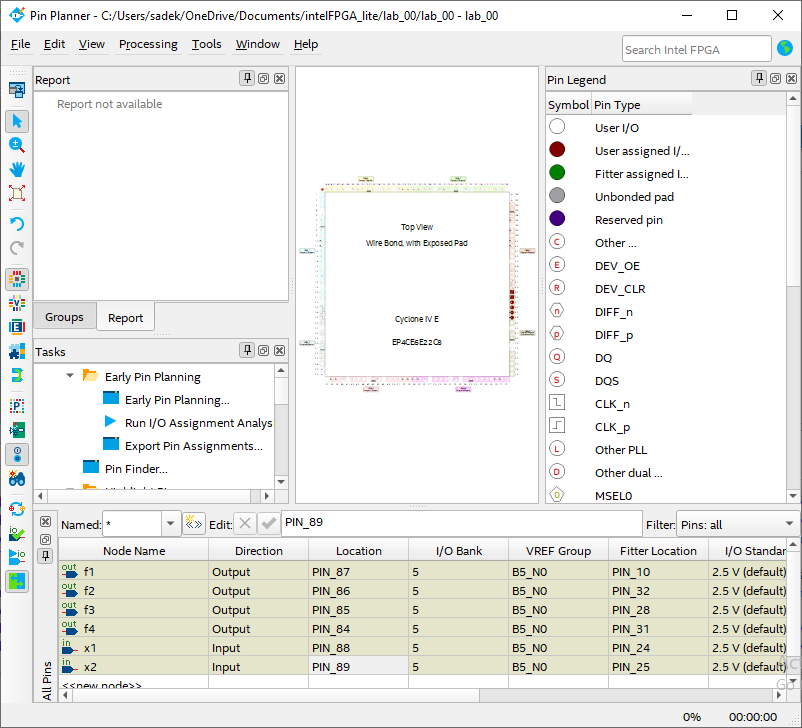 Pin Planner - C:/Users/sadek/OneDrive/Documents/intelFPGA_lite/lab_00/lab_00 - lab_00
File Edit View Processing Tools Window Help
Search Intel FPGA
Report
Report not available
Groups Report
Tasks
Early Pin Planning
Early Pin Planning...
Run I/O Assignment Analys
Export Pin Assignments...
Pin Finder...
Top View
Wire Bond, with Exposed Pad
Cyclone IV E
EP4CE6E22C8
Pin Legend
Symbol Pin Type
User I/O
User assigned I/...
Fitter assigned I...
Unbonded pad
Reserved pin
C Other ...
E DEV_OE
R DEV_CLR
n DIFF_n
p DIFF_p
Q DQ
S DQS
CLK_n
CLK_p
L Other PLL
D Other dual ...
0 MSEL0
Named: * <<>> Edit: PIN_89 Filter: Pins: all
Node Name Direction Location I/O Bank VREF Group Fitter Location I/O Standar
out f1 Output PIN_87 5 B5_N0 PIN_10 2.5 V (default)
out f2 Output PIN_86 5 B5_N0 PIN_32 2.5 V (default)
out f3 Output PIN_85 5 B5_N0 PIN_28 2.5 V (default)
out f4 Output PIN_84 5 B5_N0 PIN_31 2.5 V (default)
in x1 Input PIN_88 5 B5_N0 PIN_24 2.5 V (default)
in x2 Input PIN_89 5 B5_N0 PIN_25 2.5 V (default)
<<new node>>
All Pins
Go
0% 00:00:00